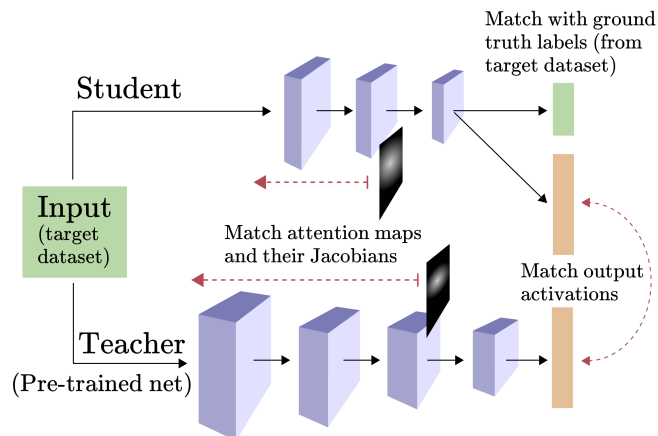 Match with ground
truth labels (from
target dataset)
Student
Input
(target
dataset)
Match attention maps
and their Jacobians
Match output
activations
Teacher
(Pre-trained net)